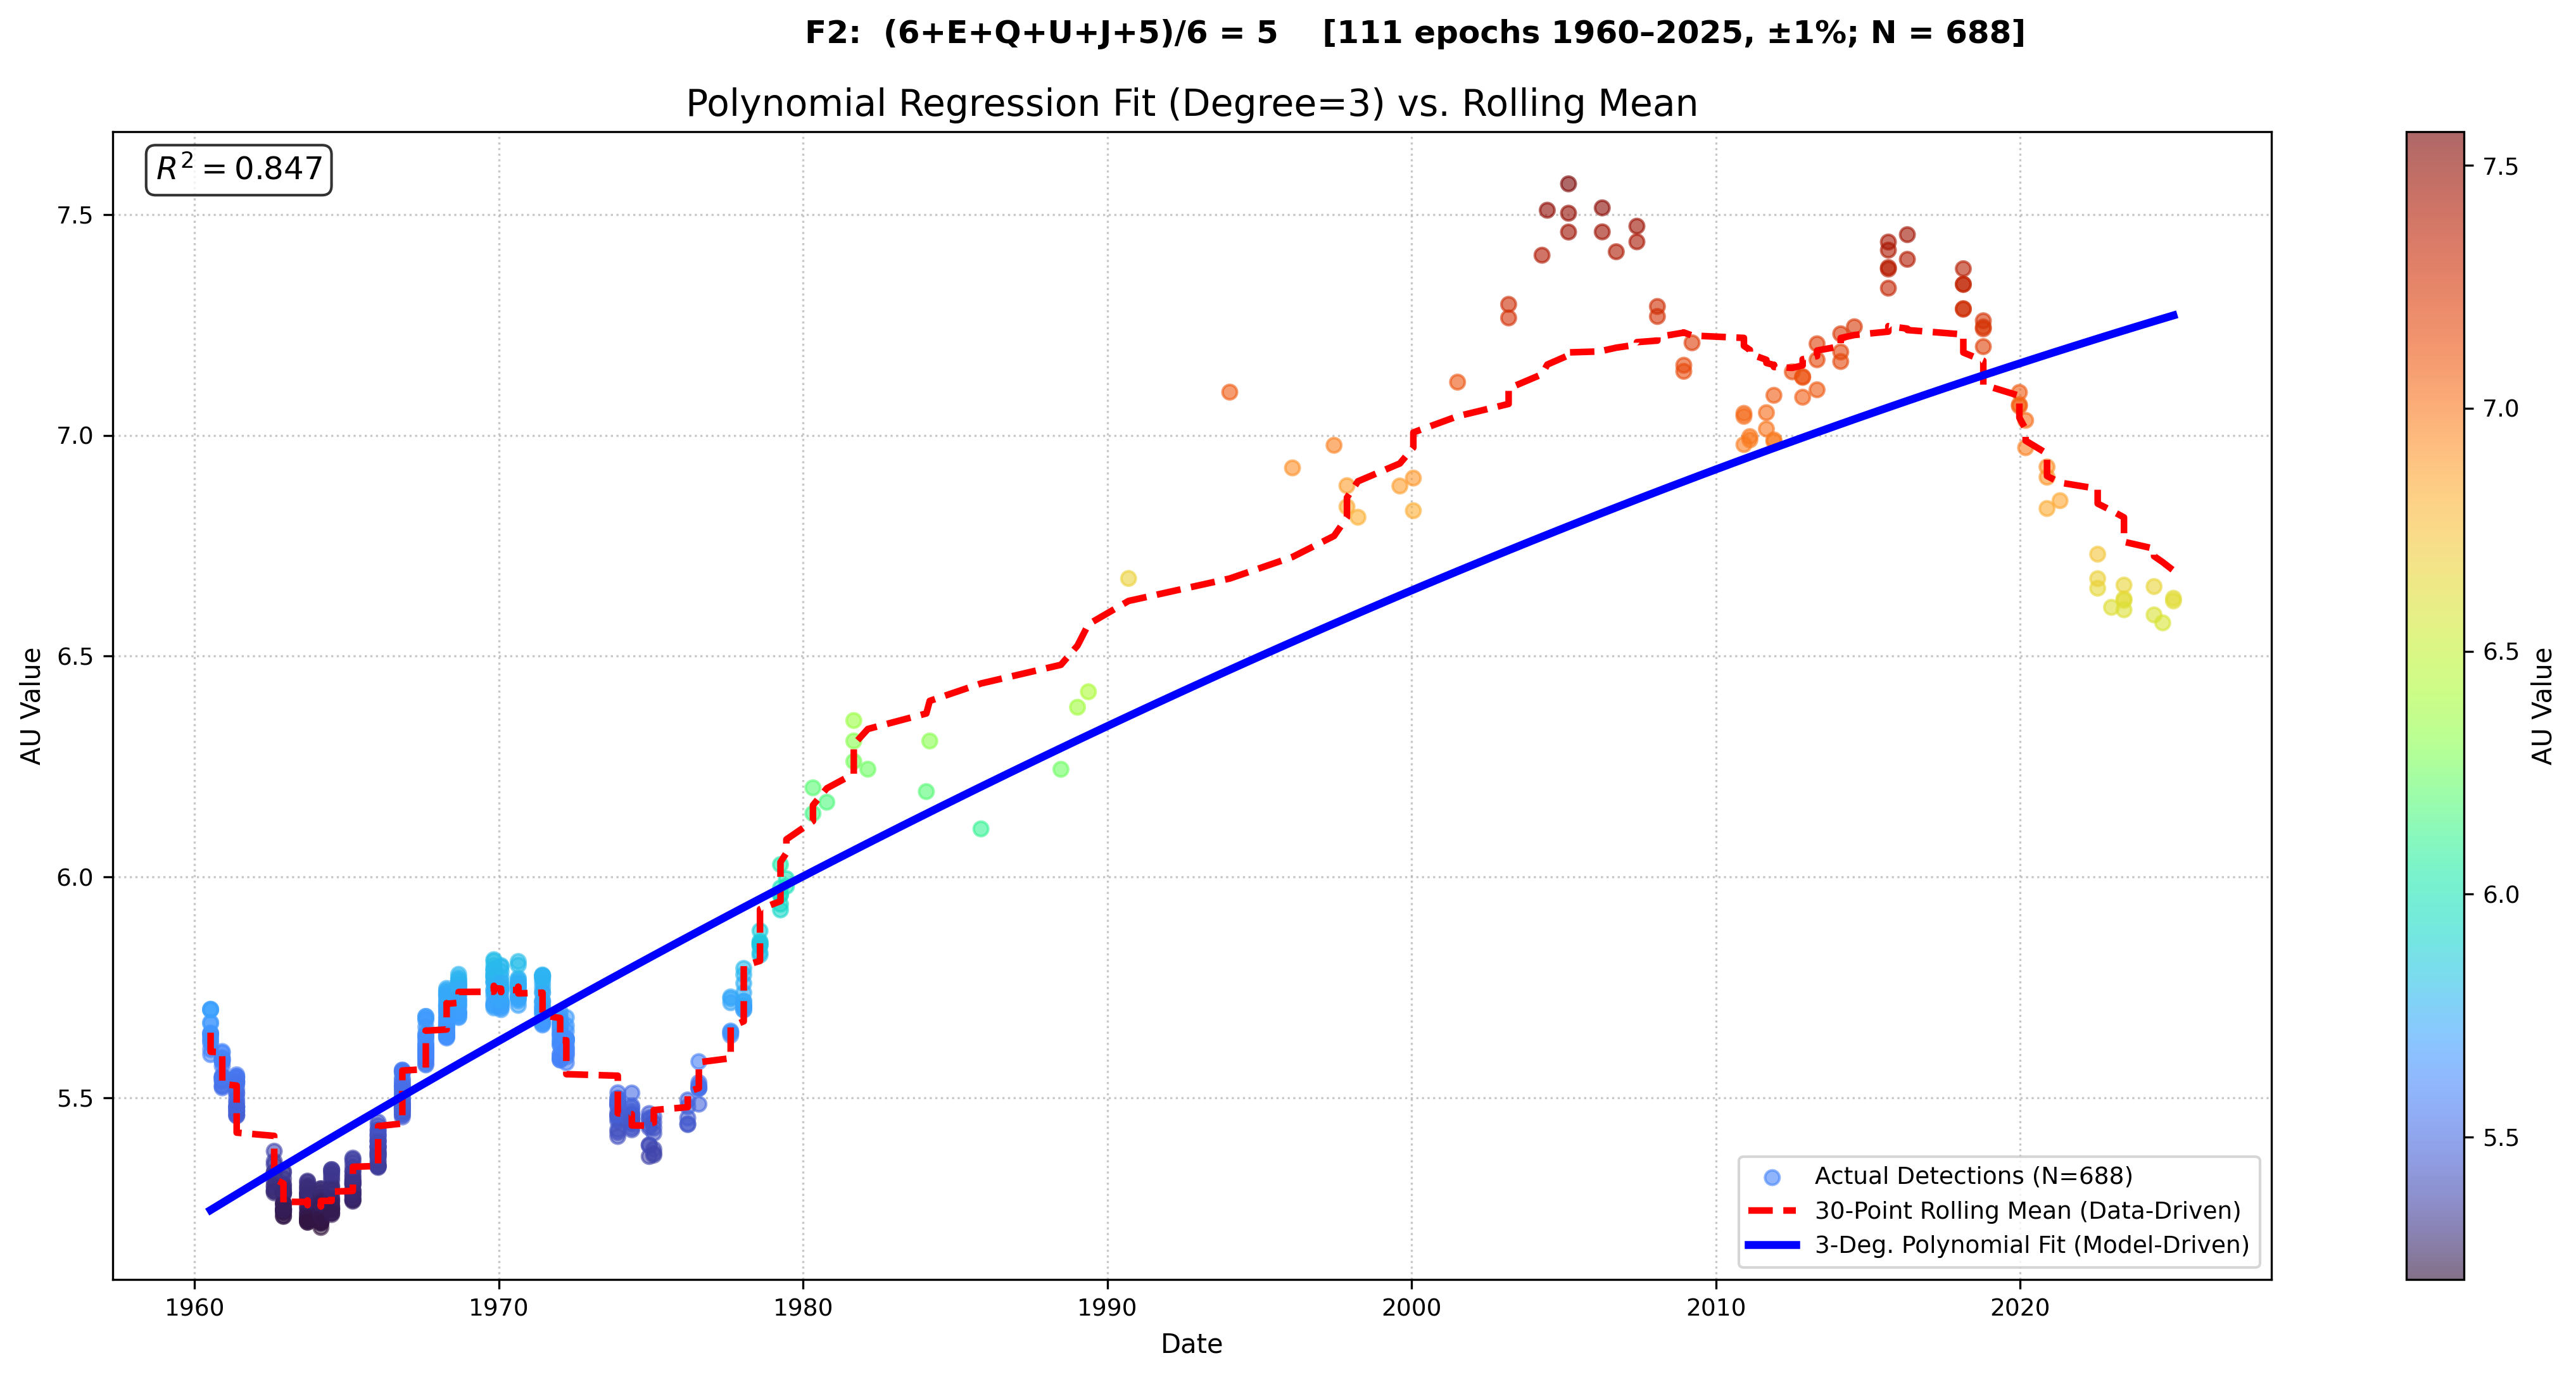 F2: (6+E+Q+U+J+5)/6 = 5 [111 epochs 1960–2025, ±1%; N = 688]
Polynomial Regression Fit (Degree=3) vs. Rolling Mean
R² = 0.847
7.5
7.0
6.5
6.0
5.5
AU Value
1960 1970 1980 1990 2000 2010 2020
Date
Actual Detections (N=688)
30-Point Rolling Mean (Data-Driven)
3-Deg. Polynomial Fit (Model-Driven)
7.5
7.0
6.5
6.0
5.5
AU Value